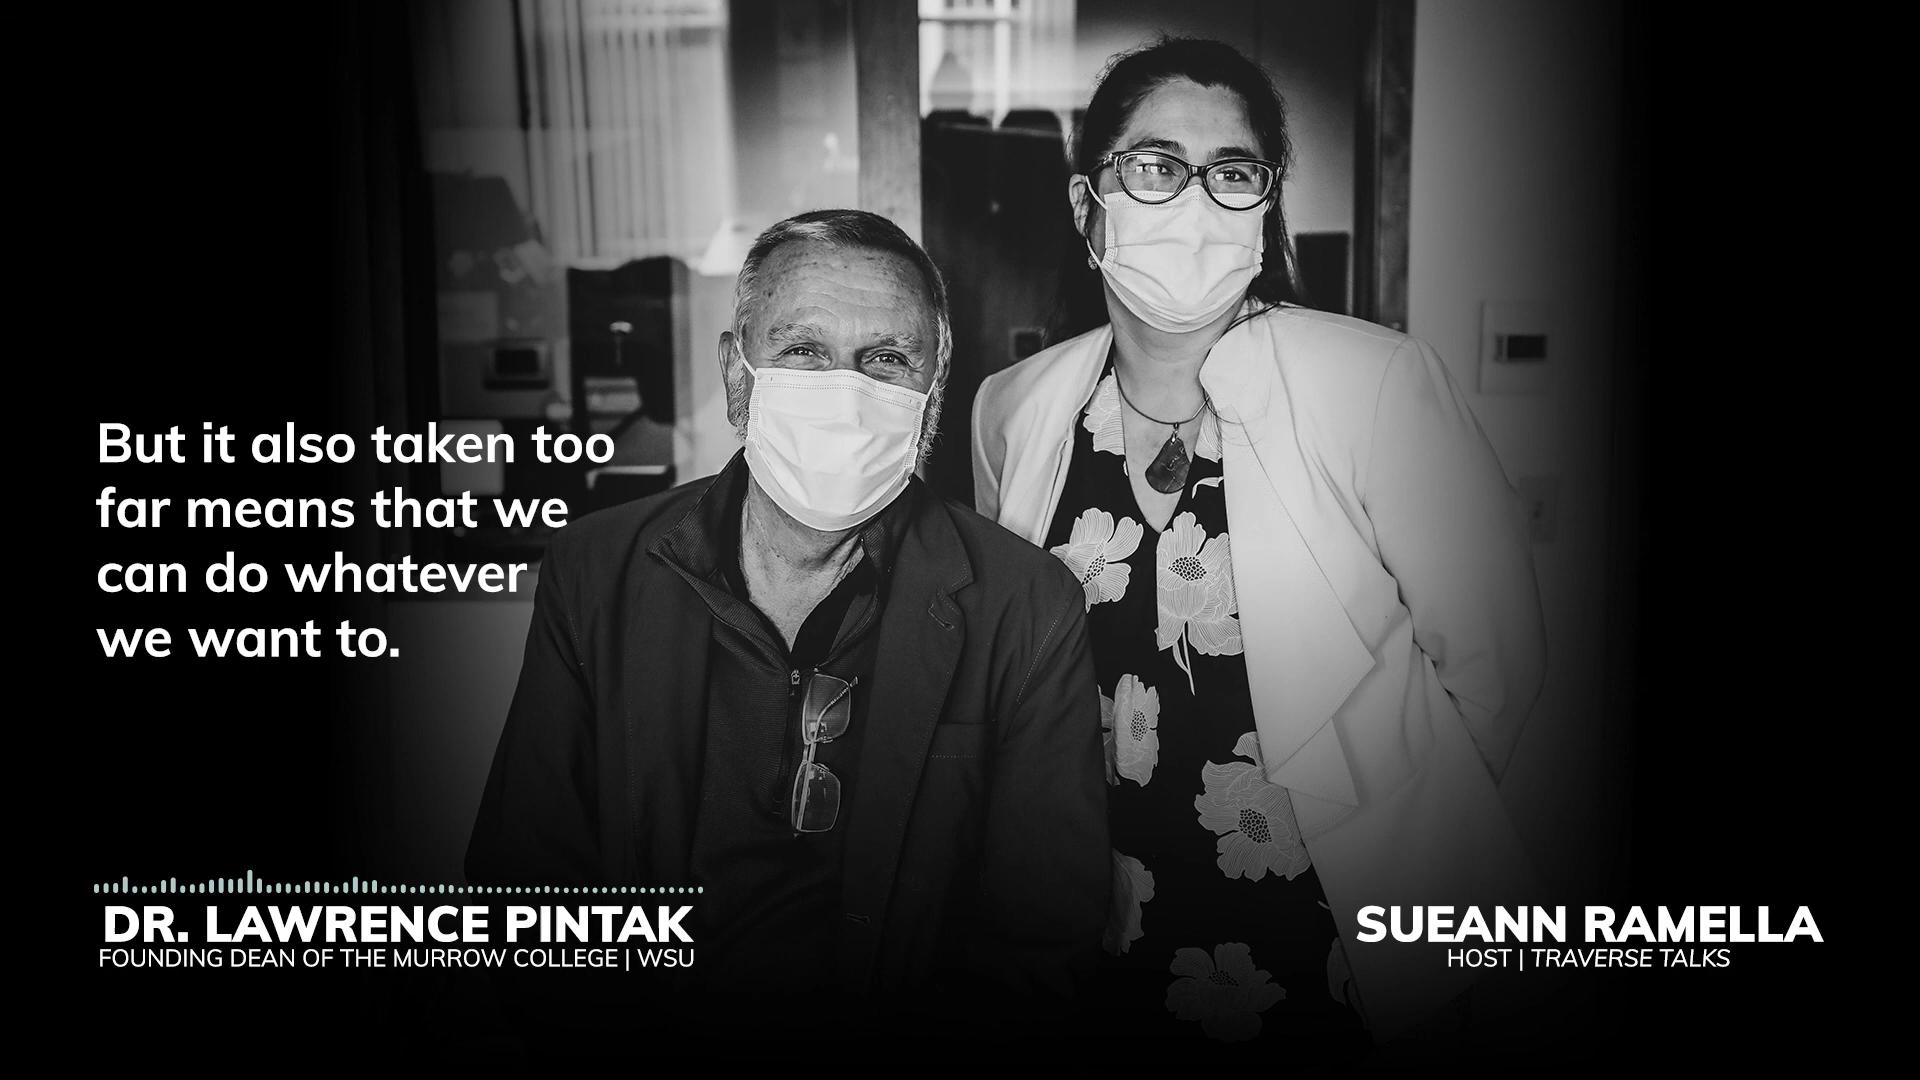 But it also taken too
far means that we
can do whatever
we want to.
DR. LAWRENCE PINTAK
FOUNDING DEAN OF THE MURROW COLLEGE | WSU
SUEANN RAMELLA
HOST | TRAVERSE TALKS